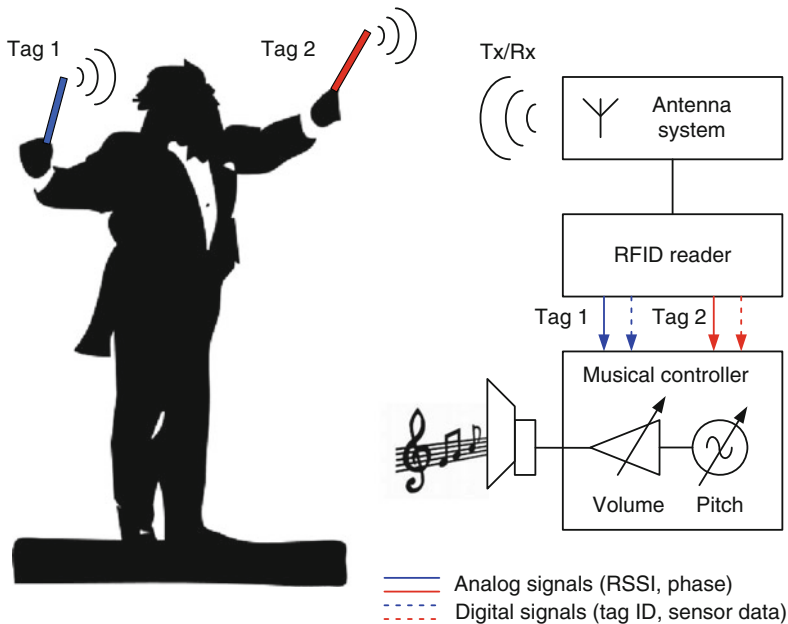 Tag 1
Tag 2
Tx/Rx
Antenna
system
RFID reader
Tag 1
Tag 2
Musical controller
Volume
Pitch
Analog signals (RSSI, phase)
Digital signals (tag ID, sensor data)